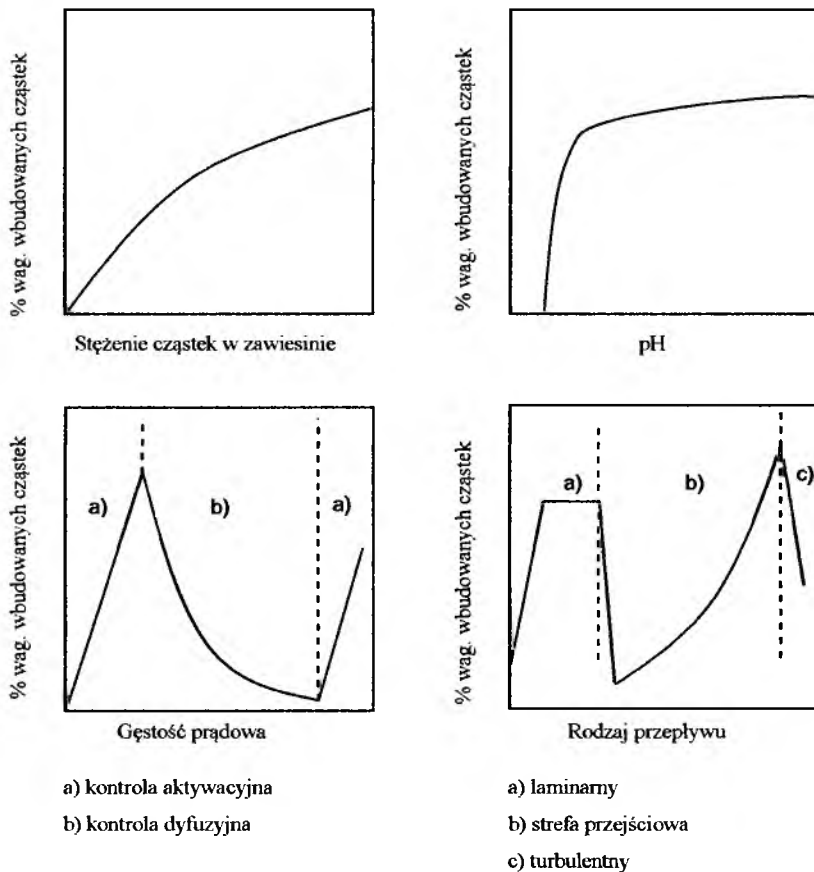 % wag. wbudowanych cząstek
Stężenie cząstek w zawiesinie
% wag. wbudowanych cząstek
pH
% wag. wbudowanych cząstek
a)
b)
a)
Gęstość prądowa
a) kontrola aktywacyjna
b) kontrola dyfuzyjna
% wag. wbudowanych cząstek
a)
b)
c)
Rodzaj przepływu
a) laminarny
b) strefa przejściowa
c) turbulentny